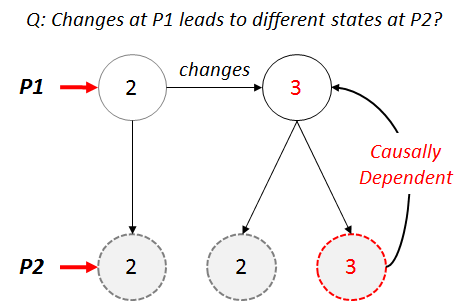 Q: Changes at P1 leads to different states at P2?
changes
P1
2
3
Causally
Dependent
P2
2
2
3